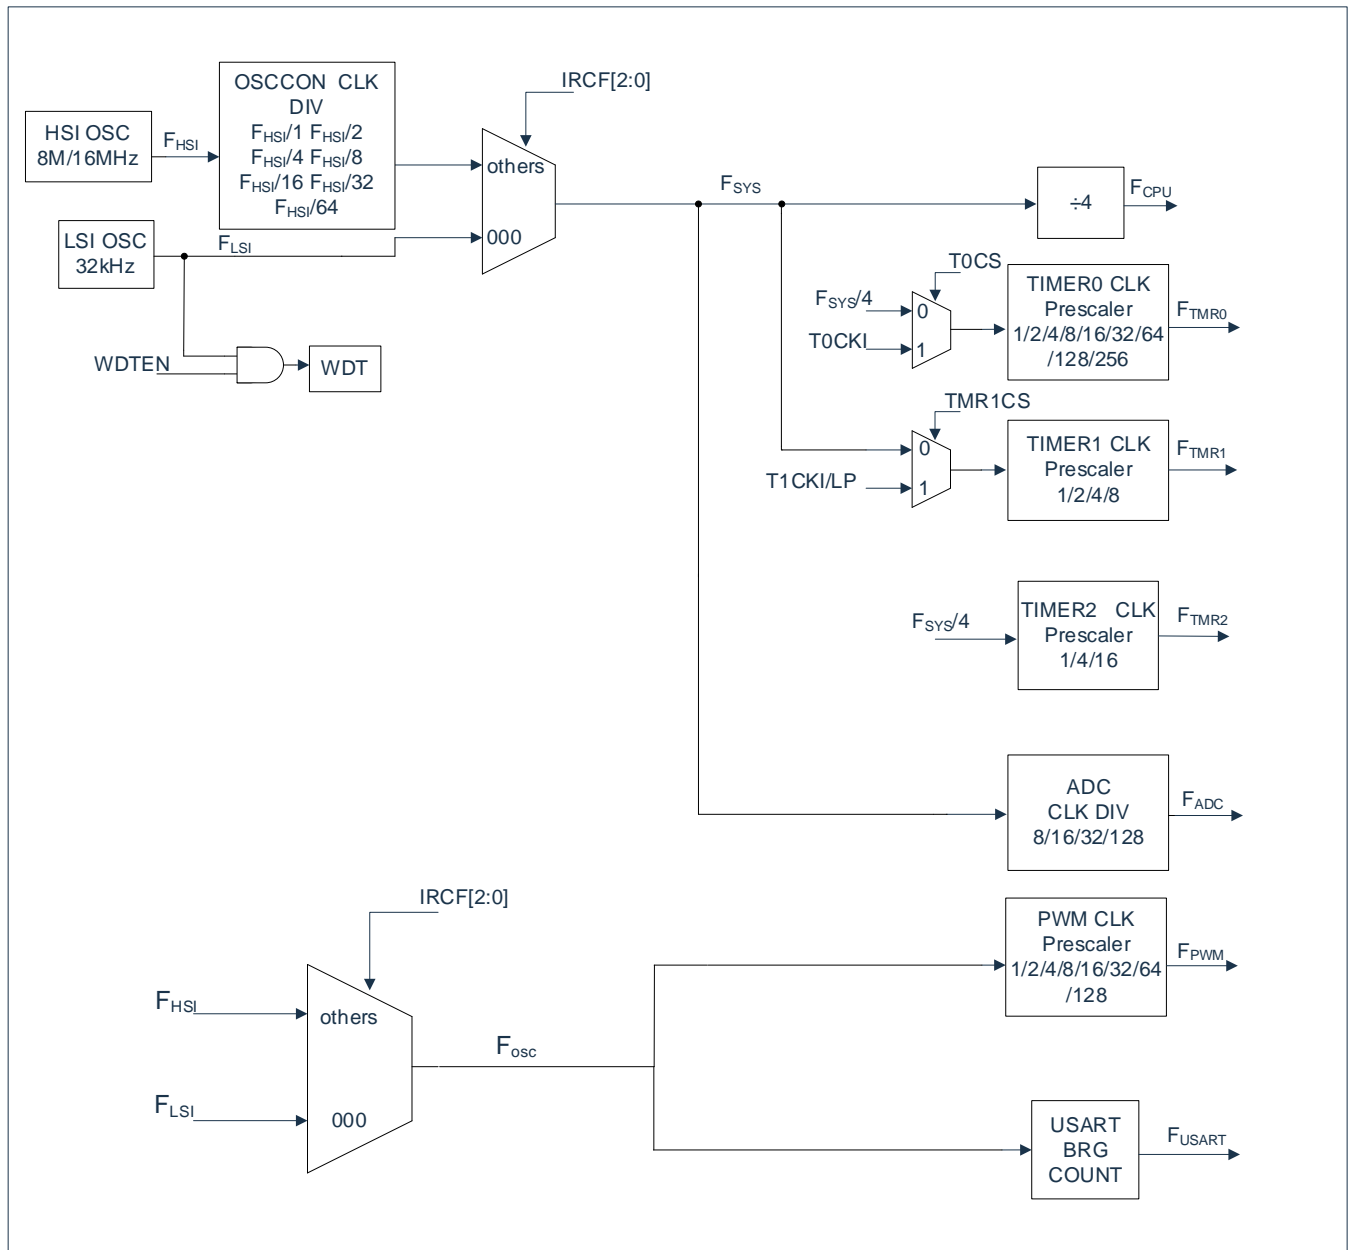 IRCF[2:0]
HSI OSC
8M/16MHz
FHSI
OSCCON CLK
DIV
FHSI/1 FHSI/2
FHSI/4 FHSI/8
FHSI/16 FHSI/32
FHSI/64
others
000
LSI OSC
32kHz
FLSI
WDTEN
WDT
FSYS
÷4
FCPU
T0CS
FSYS/4
T0CKI
0
1
TIMER0 CLK
Prescaler
1/2/4/8/16/32/64
/128/256
FTMR0
TMR1CS
T1CKI/LP
0
1
TIMER1 CLK
Prescaler
1/2/4/8
FTMR1
FSYS/4
TIMER2 CLK
Prescaler
1/4/16
FTMR2
ADC
CLK DIV
8/16/32/128
FADC
IRCF[2:0]
FHSI
FLSI
others
000
Fosc
PWM CLK
Prescaler
1/2/4/8/16/32/64
/128
FPWM
USART
BRG
COUNT
FUSART